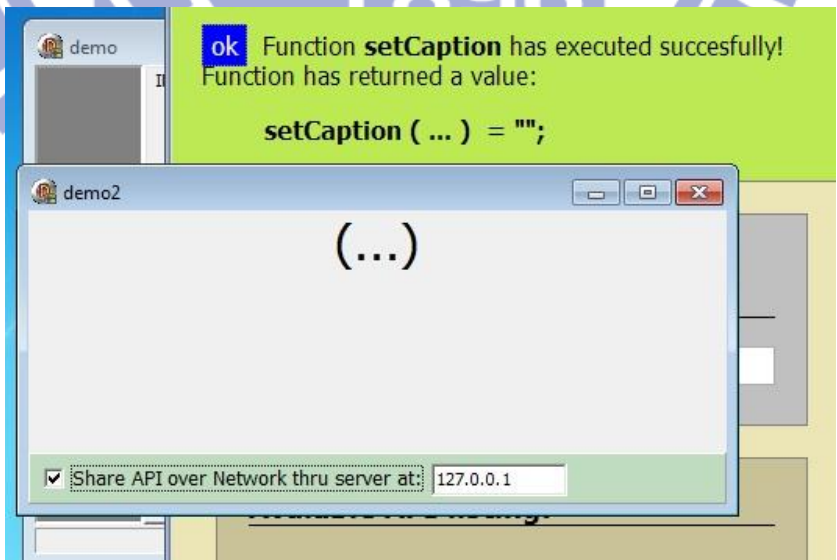 demo
ok Function setCaption has executed succesfully!
Function has returned a value:
setCaption ( ... ) = "";
demo2
(...)
Share API over Network thru server at: 127.0.0.1